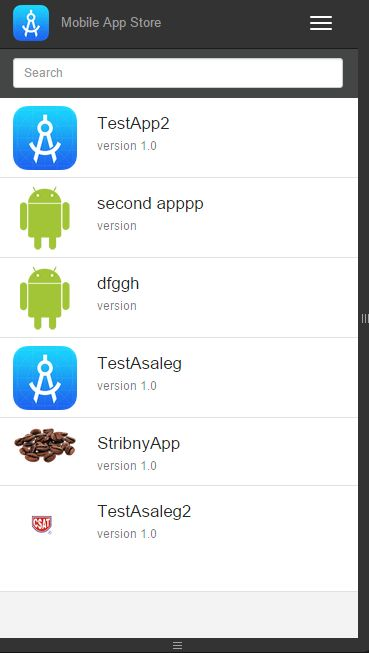 Mobile App Store
Search
TestApp2
version 1.0
second apppp
version
dfggh
version
TestAsaleg
version 1.0
StribnyApp
version 1.0
CSAT
TestAsaleg2
version 1.0